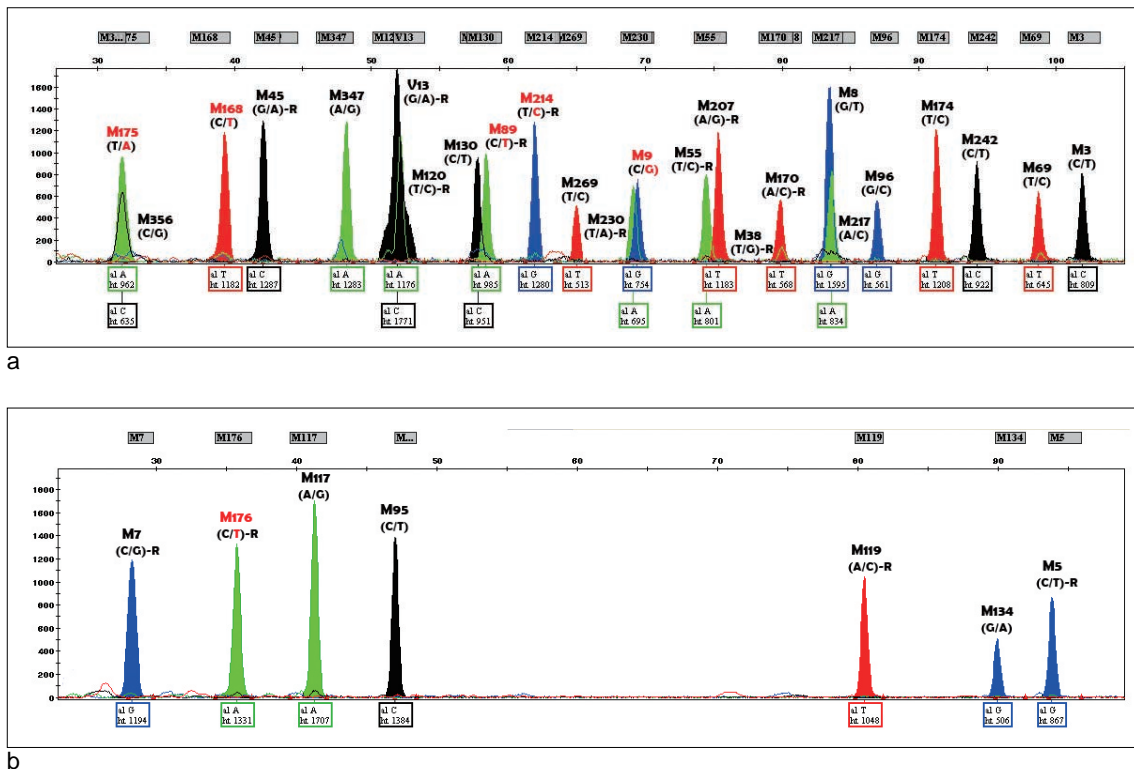 M3... 75 M168 M45 M347 M12 V13 M130 M214 M269 M230 M55 M170 8 M217 M96 M174 M242 M69 M3
30 40 50 60 70 80 90 100
1600
1400
1200
1000
800
600
400
200
0
M175
(T/A)
M356
(C/G)
M168
(C/T)
M45
(G/A)-R
M347
(A/G)
V13
(G/A)-R
M120
(T/C)-R
M130
(C/T)
M89
(C/T)-R
M214
(T/C)-R
M269
(T/C)
M230
(T/A)-R
M9
(C/G)
M55
(T/C)-R
M207
(A/G)-R
M38
(T/G)-R
M170
(A/C)-R
M8
(G/T)
M217
(A/C)
M96
(G/C)
M174
(T/C)
M242
(C/T)
M69
(T/C)
M3
(C/T)
al A al T al C al A al A al A al G al T al G al T al T al G al G al T al C al T al C
ht 962 ht 1182 ht 1287 ht 1283 ht 1176 ht 985 ht 1280 ht 513 ht 754 ht 1183 ht 568 ht 1595 ht 561 ht 1208 ht 922 ht 645 ht 809
al C al C al C al A al A al A
ht 635 ht 1771 ht 951 ht 695 ht 801 ht 834
a
M7 M176 M117 M... M119 M134 M5
30 40 50 60 70 80 90
1600
1400
1200
1000
800
600
400
200
0
M7
(C/G)-R
M176
(C/T)-R
M117
(A/G)
M95
(C/T)
M119
(A/C)-R
M134
(G/A)
M5
(C/T)-R
al G al A al A al C al T al G al G
ht 1194 ht 1331 ht 1707 ht 1384 ht 1048 ht 506 ht 867
b